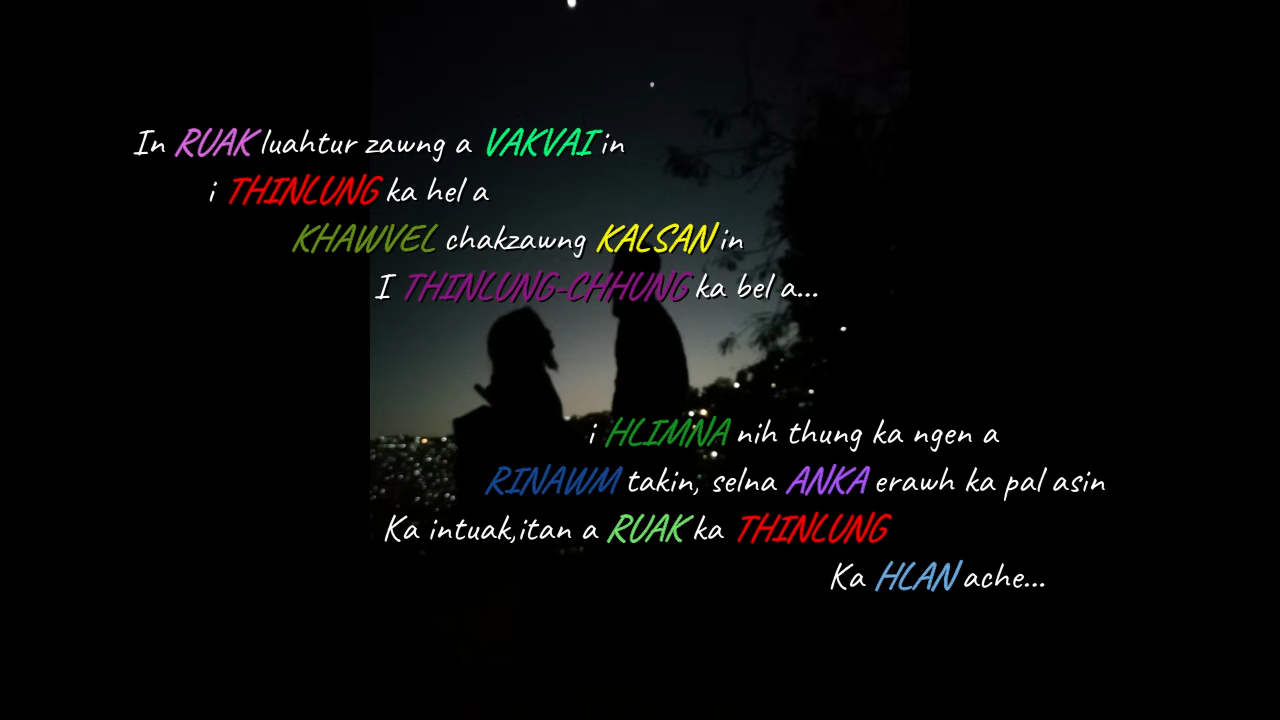 In RUAK luahtur zawng a VAKVAI in
i THINLUNG ka hel a
KHAWVEL chakzawng KALSAN in
I THINLUNG-CHHUNG ka bel a...
i HLIMNA nih thung ka ngen a
RINAWM takin, selna ANKA erawh ka pal asin
Ka intuak,itan a RUAK ka THINLUNG
Ka HLAN ache...